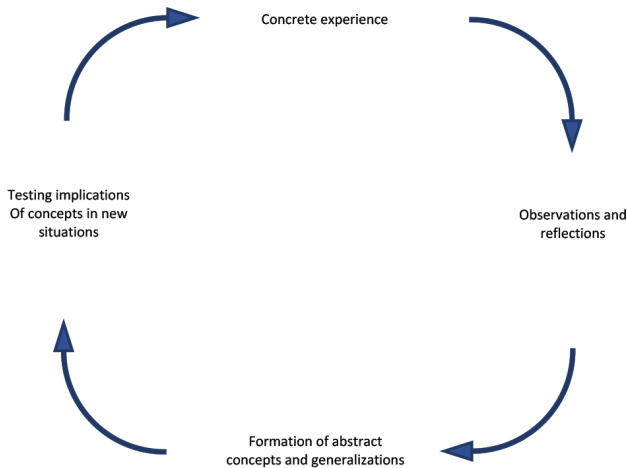 Concrete experience
Testing implications
Of concepts in new
situations
Observations and
reflections
Formation of abstract
concepts and generalizations